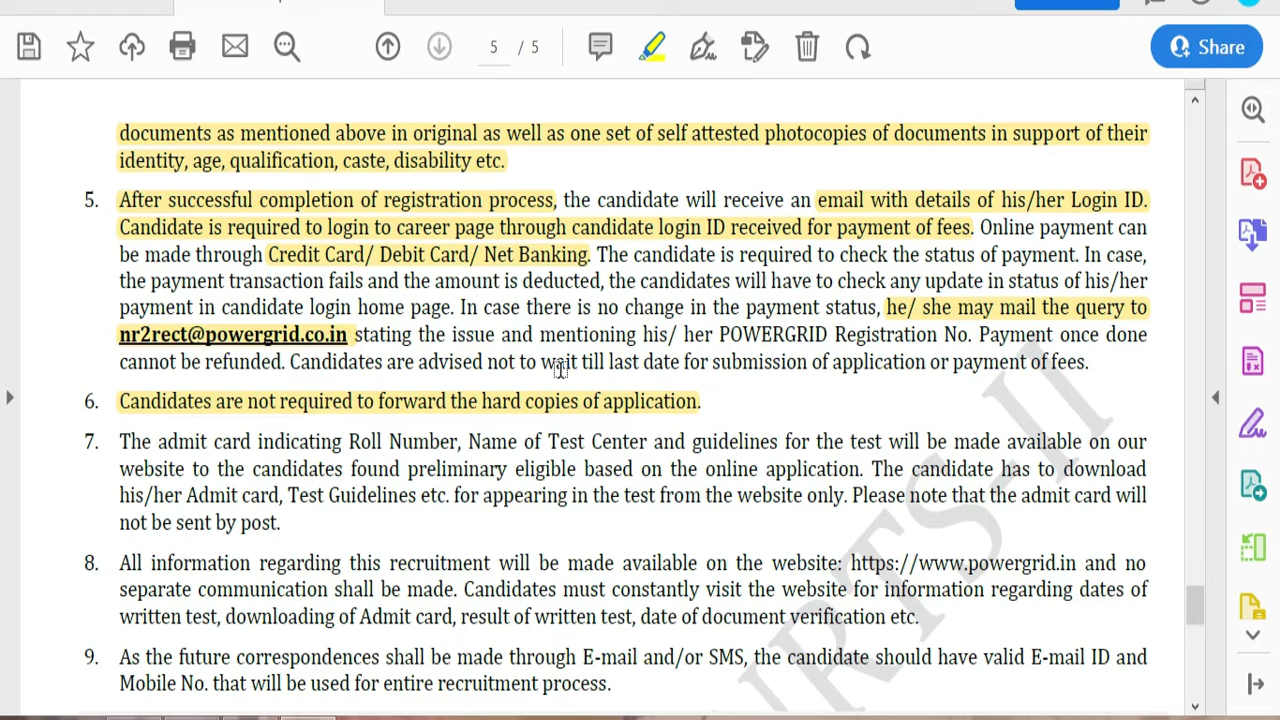 5 / 5
Share
documents as mentioned above in original as well as one set of self attested photocopies of documents in support of their
identity, age, qualification, caste, disability etc.
5. After successful completion of registration process, the candidate will receive an email with details of his/her Login ID.
Candidate is required to login to career page through candidate login ID received for payment of fees. Online payment can
be made through Credit Card/ Debit Card/ Net Banking. The candidate is required to check the status of payment. In case,
the payment transaction fails and the amount is deducted, the candidates will have to check any update in status of his/her
payment in candidate login home page. In case there is no change in the payment status, he/ she may mail the query to
nr2rect@powergrid.co.in stating the issue and mentioning his/ her POWERGRID Registration No. Payment once done
cannot be refunded. Candidates are advised not to wait till last date for submission of application or payment of fees.
6. Candidates are not required to forward the hard copies of application.
7. The admit card indicating Roll Number, Name of Test Center and guidelines for the test will be made available on our
website to the candidates found preliminary eligible based on the online application. The candidate has to download
his/her Admit card, Test Guidelines etc. for appearing in the test from the website only. Please note that the admit card will
not be sent by post.
8. All information regarding this recruitment will be made available on the website: https://www.powergrid.in and no
separate communication shall be made. Candidates must constantly visit the website for information regarding dates of
written test, downloading of Admit card, result of written test, date of document verification etc.
9. As the future correspondences shall be made through E-mail and/or SMS, the candidate should have valid E-mail ID and
Mobile No. that will be used for entire recruitment process.
NRTS-II